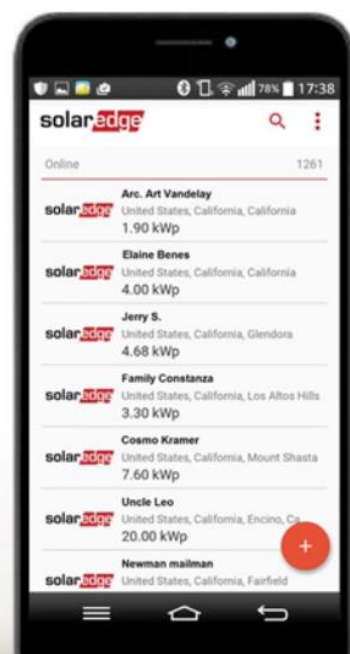 78% 17:38
solaredge
Online 1261
Arc. Art Vandelay
solaredge United States, California, California
1.90 kWp
Elaine Benes
solaredge United States, California, California
4.00 kWp
Jerry S.
solaredge United States, California, Glendora
4.68 kWp
Family Constanza
solaredge United States, California, Los Altos Hills
3.30 kWp
Cosmo Kramer
solaredge United States, California, Mount Shasta
7.60 kWp
Uncle Leo
solaredge United States, California, Encino, Ca
20.00 kWp
Newman mailman
solaredge United States, California, Fairfield